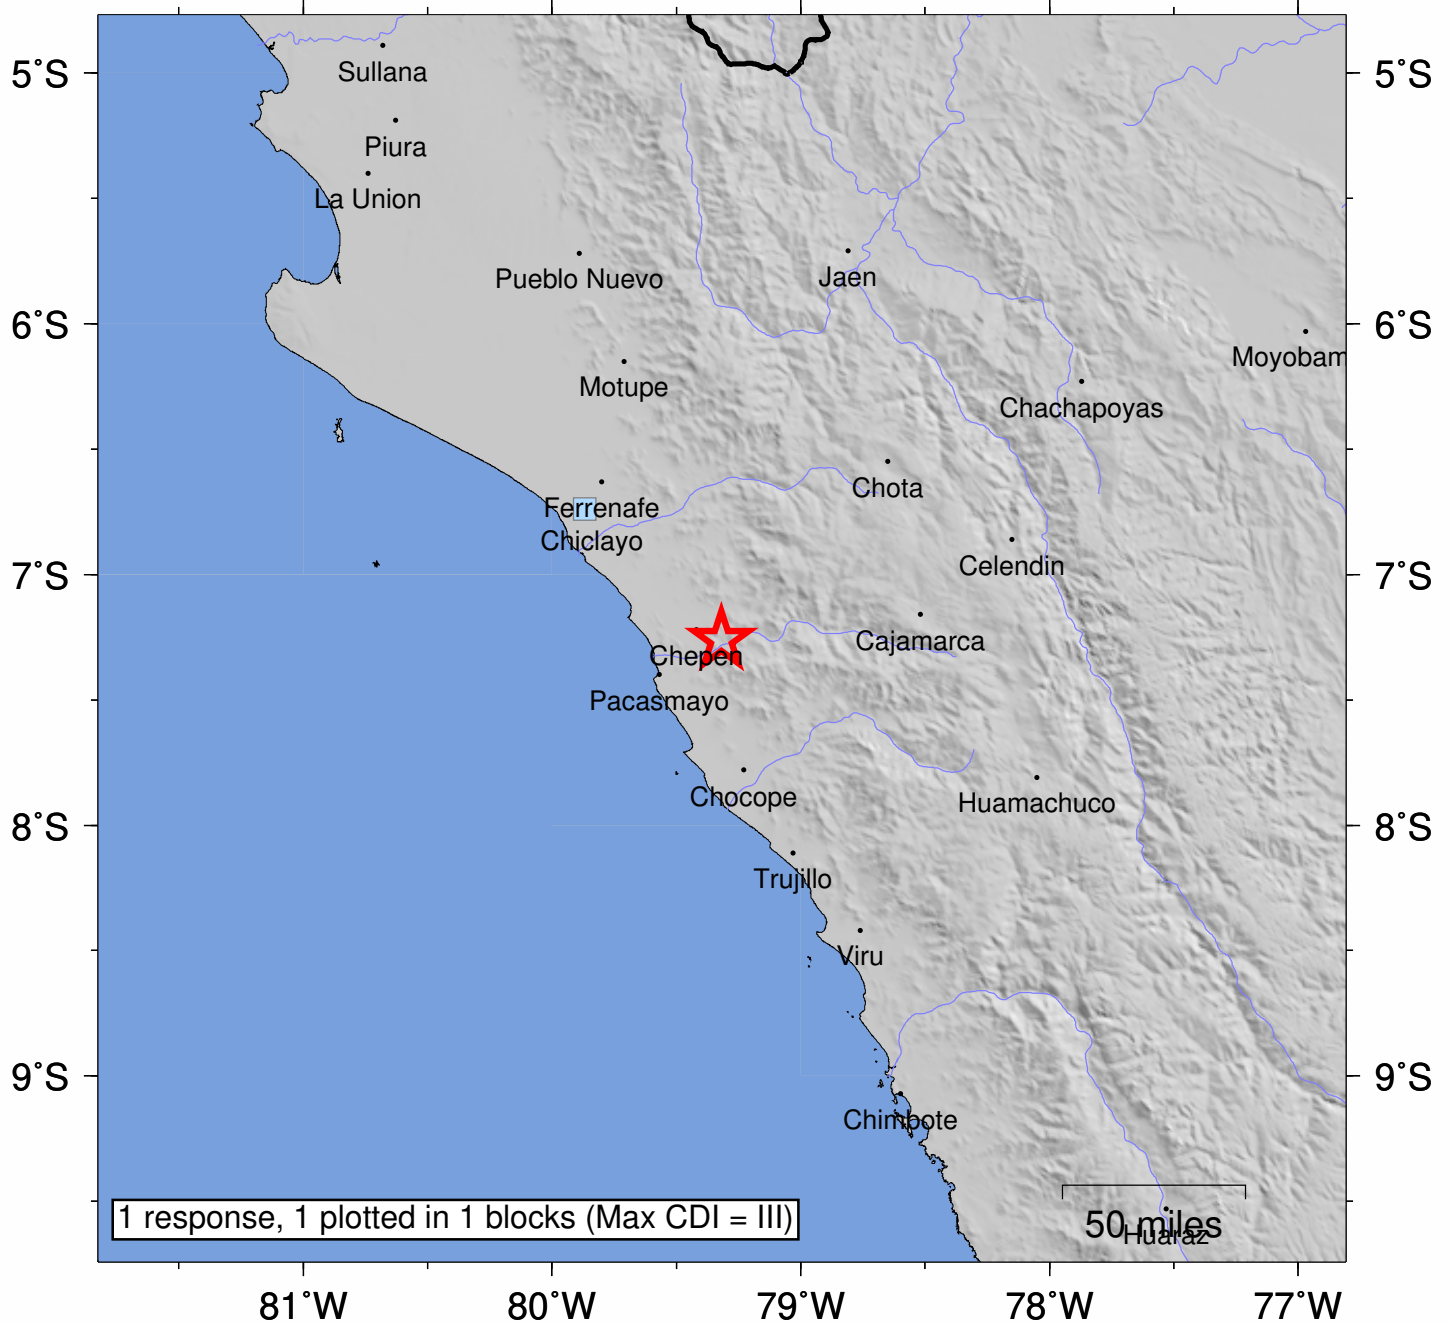 Sullana
5°S
5°S
Piura
La Union
Pueblo Nuevo
Jaen
6°S
6°S
Moyobam
Motupe
Chachapoyas
Chota
Ferrenafe
Chiclayo
Celendin
7°S
7°S
Cajamarca
Chepen
Pacasmayo
Chocope
Huamachuco
8°S
8°S
Trujillo
Viru
9°S
9°S
Chimbote
1 response, 1 plotted in 1 blocks (Max CDI = III)
50 miles
Huaraz
81°W
80°W
79°W
78°W
77°W